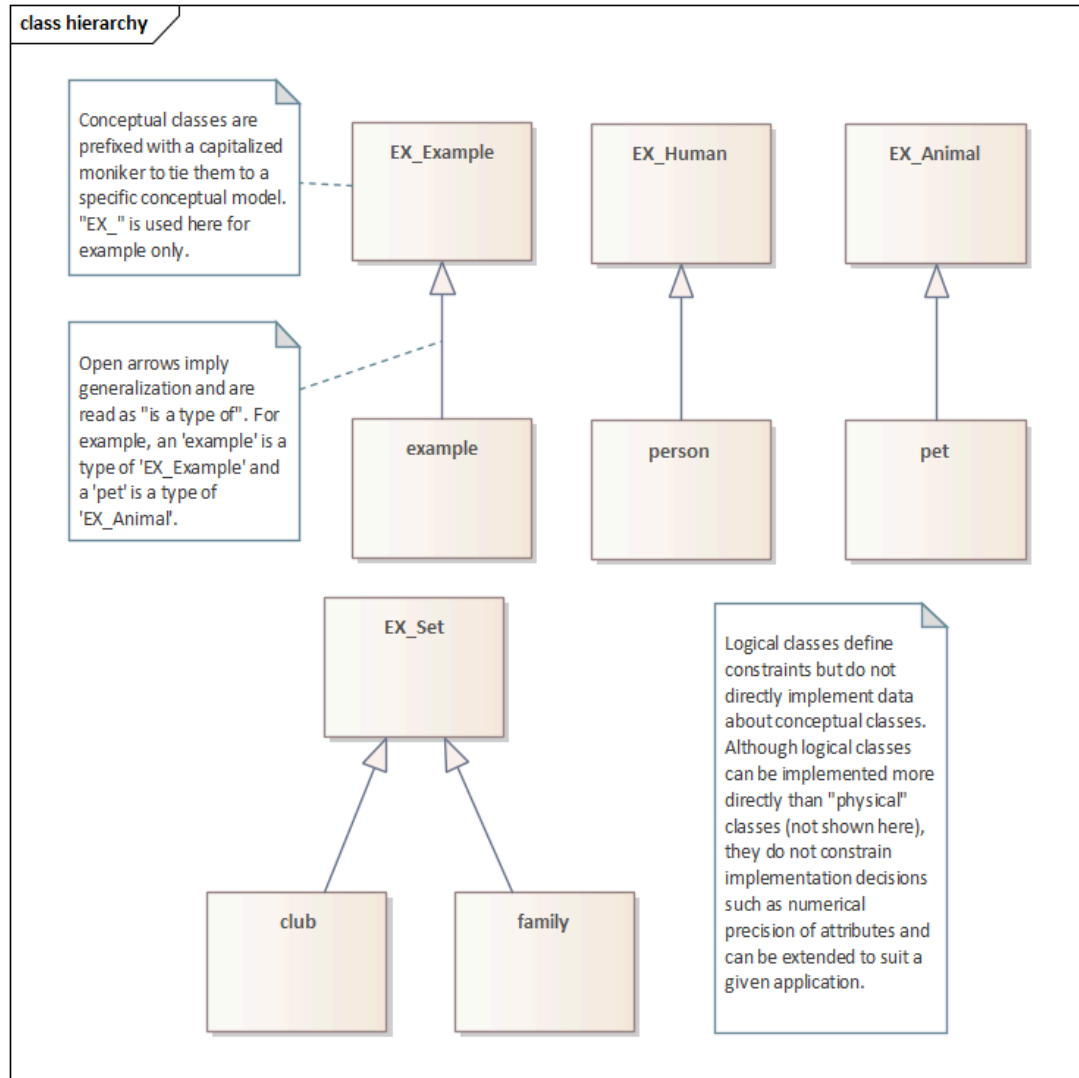 class hierarchy
Conceptual classes are
prefixed with a capitalized
moniker to tie them to a
specific conceptual model.
"EX_" is used here for
example only.
EX_Example
EX_Human
EX_Animal
Open arrows imply
generalization and are
read as "is a type of". For
example, an 'example' is a
type of 'EX_Example' and
a 'pet' is a type of
'EX_Animal'.
example
person
pet
EX_Set
club
family
Logical classes define
constraints but do not
directly implement data
about conceptual classes.
Although logical classes
can be implemented more
directly than "physical"
classes (not shown here),
they do not constrain
implementation decisions
such as numerical
precision of attributes and
can be extended to suit a
given application.